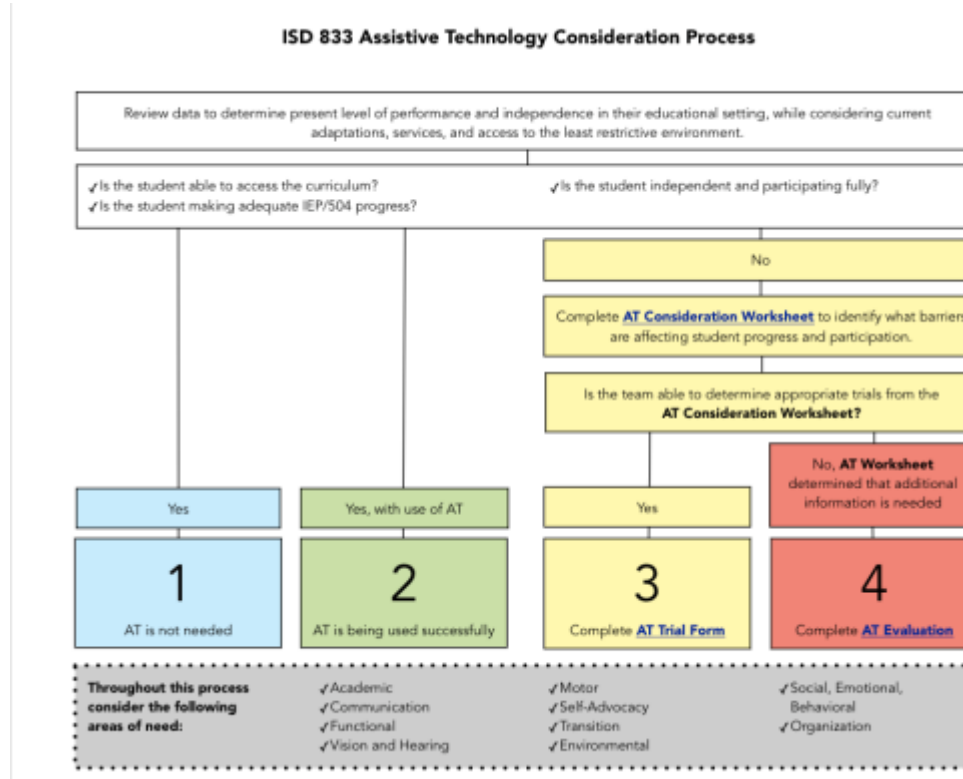 ISD 833 Assistive Technology Consideration Process
Review data to determine present level of performance and independence in their educational setting, while considering current
adaptations, services, and access to the least restrictive environment.
✓Is the student able to access the curriculum?
✓Is the student making adequate IEP/504 progress?
✓Is the student independent and participating fully?
No
Complete AT Consideration Worksheet to identify what barriers
are affecting student progress and participation.
Is the team able to determine appropriate trials from the
AT Consideration Worksheet?
No, AT Worksheet
determined that additional
information is needed
Yes
Yes, with use of AT
Yes
1
AT is not needed
2
AT is being used successfully
3
Complete AT Trial Form
4
Complete AT Evaluation
Throughout this process
consider the following
areas of need:
✓Academic
✓Communication
✓Functional
✓Vision and Hearing
✓Motor
✓Self-Advocacy
✓Transition
✓Environmental
✓Social, Emotional,
Behavioral
✓Organization